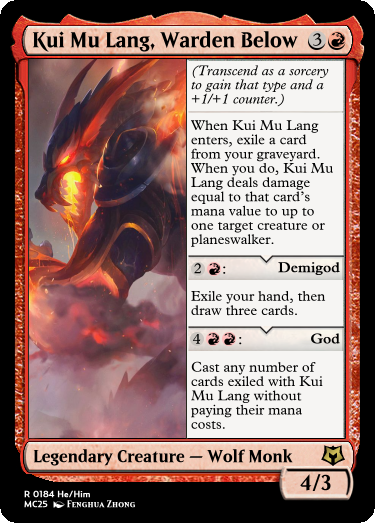 Kui Mu Lang, Warden Below 3
(Transcend as a sorcery
to gain that type and a
+1/+1 counter.)
When Kui Mu Lang
enters, exile a card
from your graveyard.
When you do, Kui Mu
Lang deals damage
equal to that card's
mana value to up to
one target creature or
planeswalker.
2 : Demigod
Exile your hand, then
draw three cards.
4 : God
Cast any number of
cards exiled with Kui
Mu Lang without
paying their mana
costs.
Legendary Creature — Wolf Monk
4/3
R 0184 He/Him
MC25 Fenghua Zhong